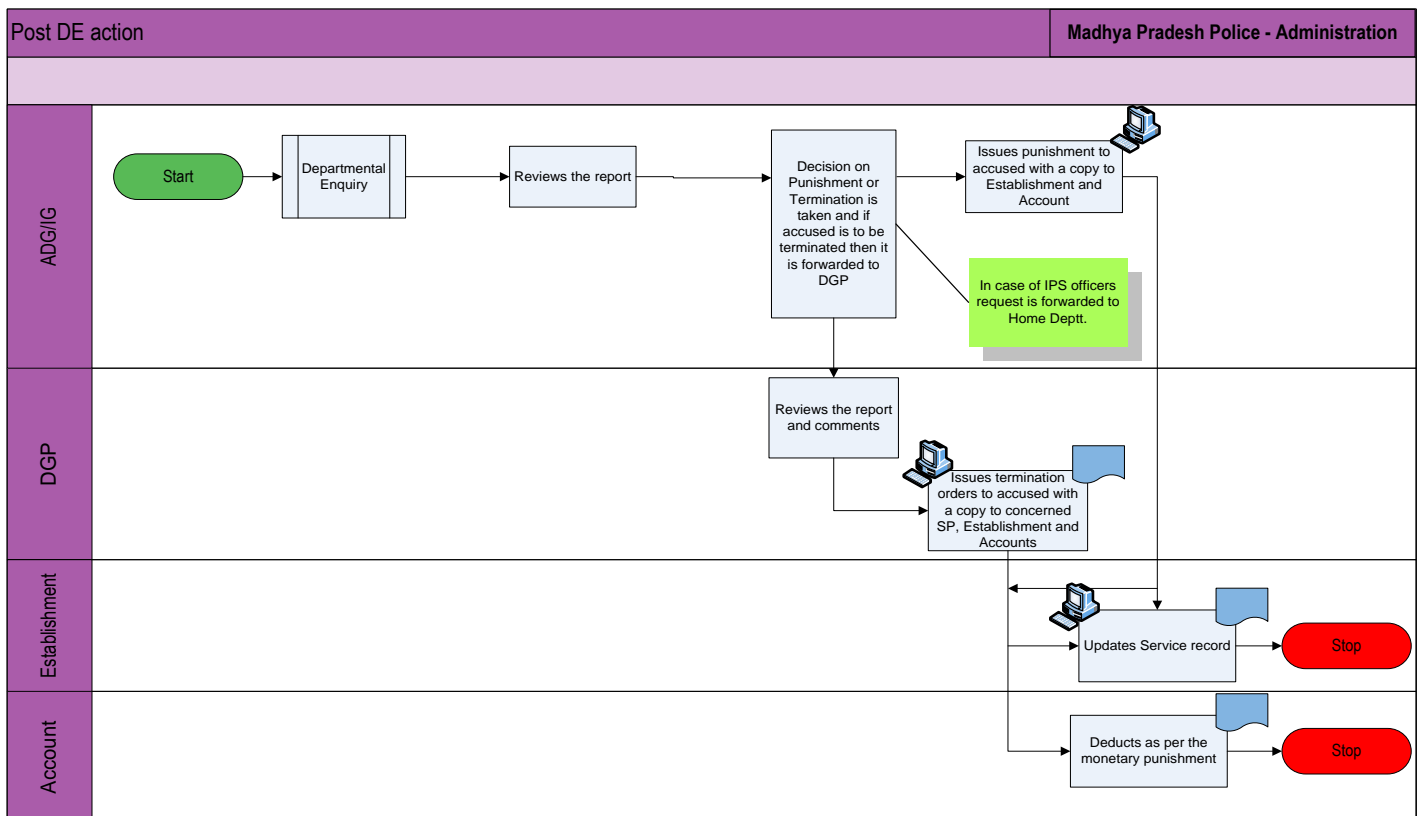 Post DE action
Madhya Pradesh Police - Administration
ADG/IG
Start
Departmental
Enquiry
Reviews the report
Decision on
Punishment or
Termination is
taken and if
accused is to be
terminated then it
is forwarded to
DGP
Issues punishment to
accused with a copy to
Establishment and
Account
In case of IPS officers
request is forwarded to
Home Deptt.
DGP
Reviews the report
and comments
Issues termination
orders to accused with
a copy to concerned
SP, Establishment and
Accounts
Establishment
Updates Service record
Stop
Account
Deducts as per the
monetary punishment
Stop